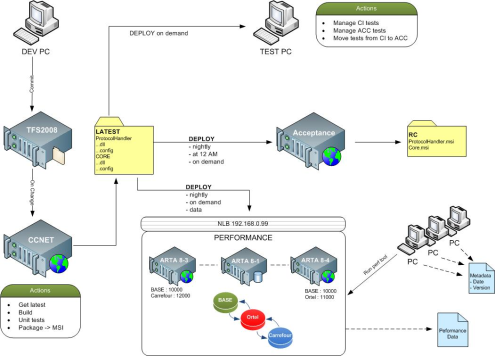 DEV PC
Commit
TFS2008
On Change
CCNET
Actions
• Get latest
• Build
• Unit tests
• Package -> MSI
DEPLOY on demand
TEST PC
Actions
• Manage CI tests
• Manage ACC tests
• Move tests from CI to ACC
LATEST
ProtocolHandler
...dll
...config
CORE
...dll
...config
DEPLOY
- nightly
- at 12 AM
- on demand
Acceptance
RC
ProtocolHandler.msi
Core.msi
DEPLOY
- nightly
- on demand
- data
NLB 192.168.0.99
PERFORMANCE
ARTA 8-3
ARTA 8-1
ARTA 8-4
BASE : 10000
Carrefour : 12000
BASE : 10000
Ortel : 11000
BASE
Ortel
Carrefour
Run perf tool
PC
PC
PC
Metadata
- Date
- Version
Peformance
Data